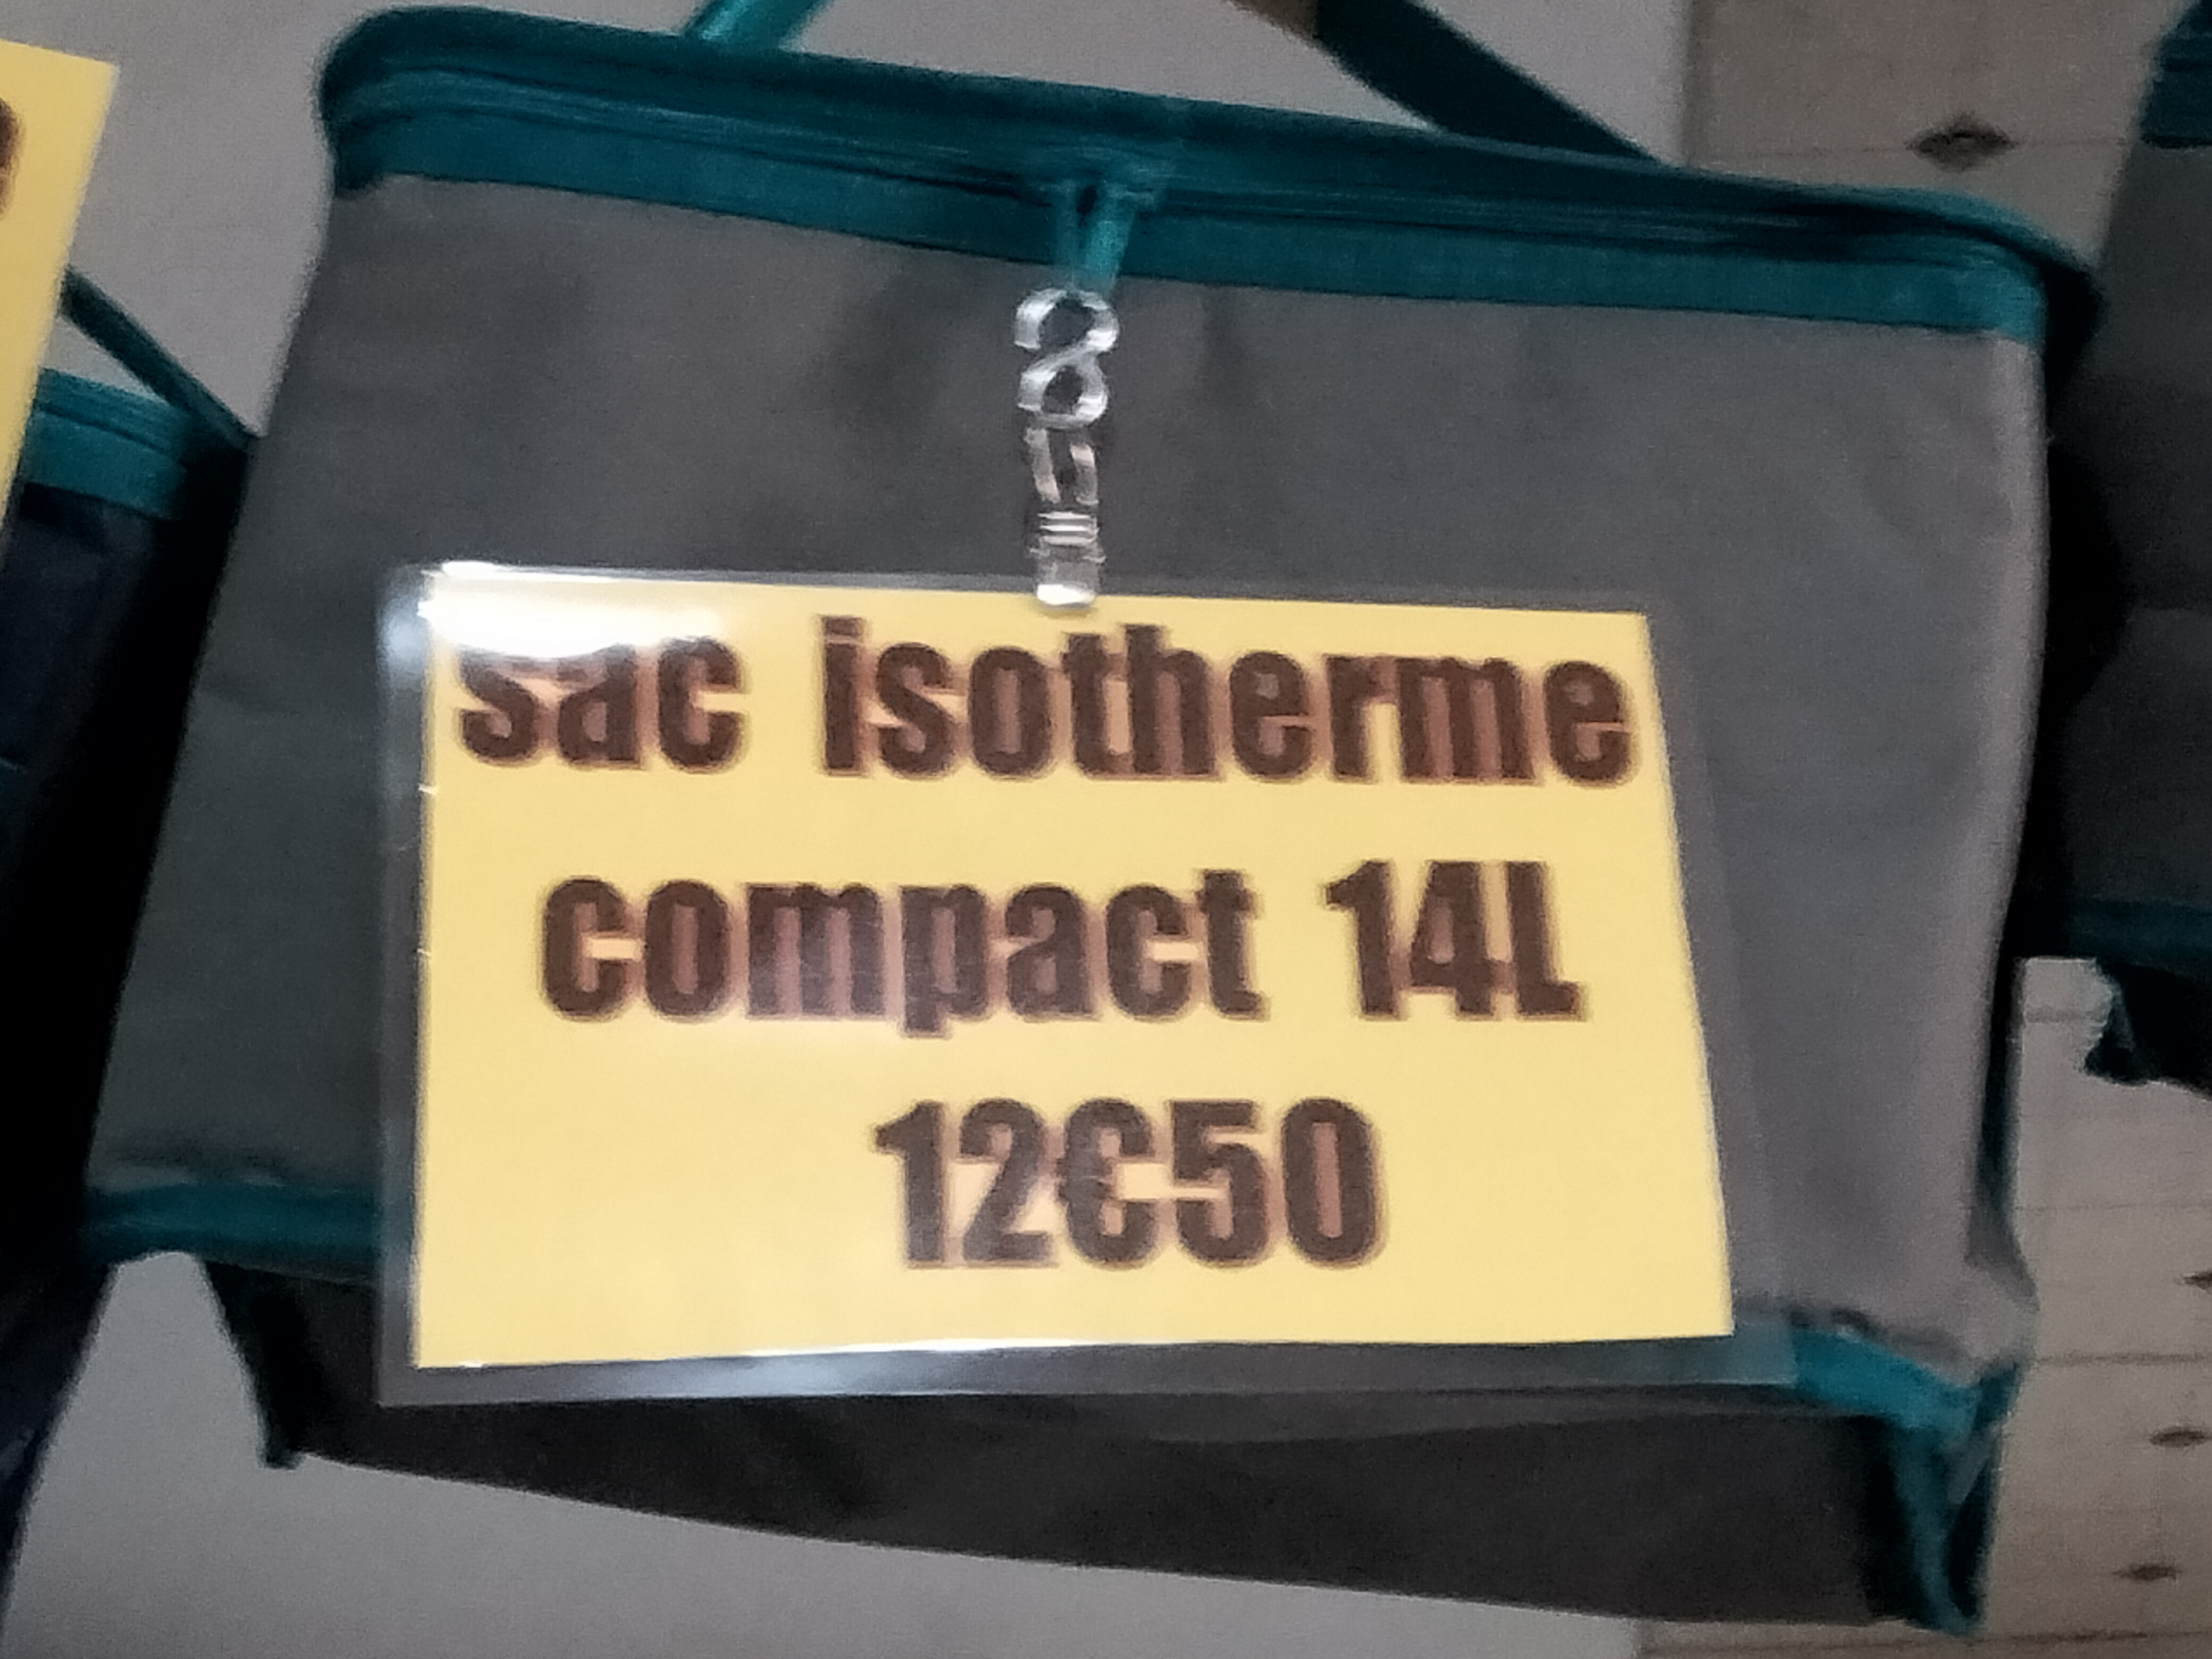 sac isotherme
compact 14L
12€50